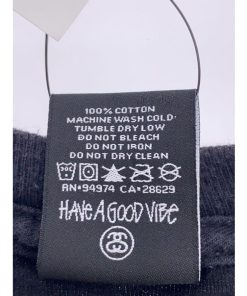 100% COTTON
MACHINE WASH COLD
TUMBLE DRY LOW
DO NOT BLEACH
DO NOT IRON
DO NOT DRY CLEAN
RN•94974 CA•28629
HAVE A GOOD VIBE